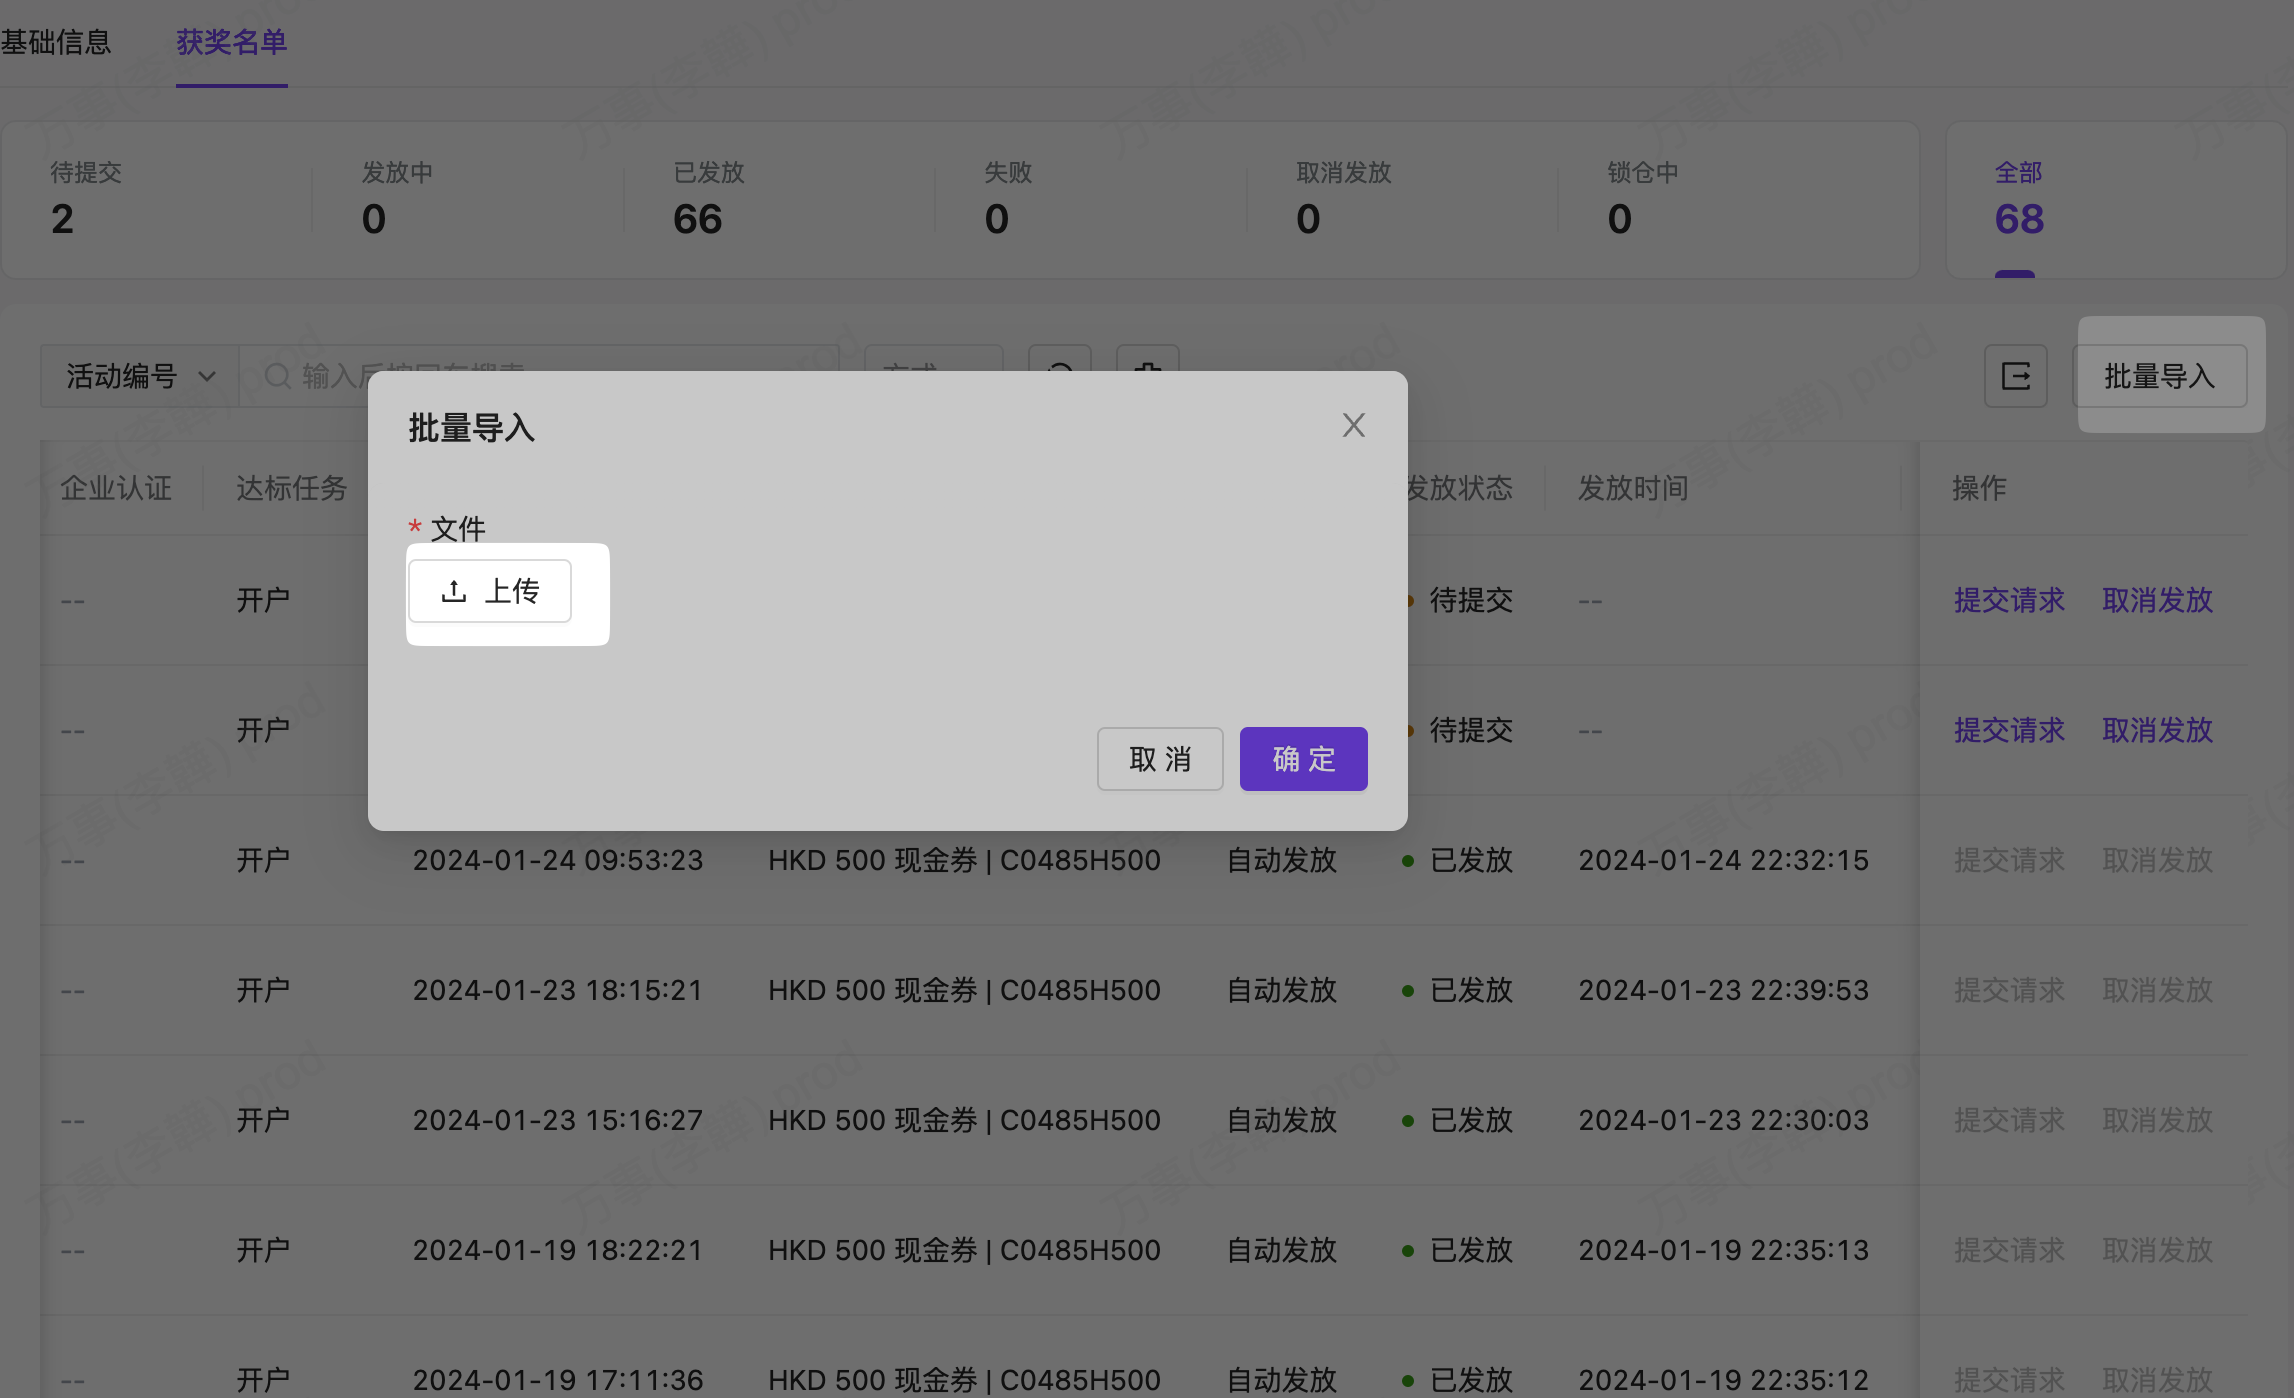 基础信息 获奖名单
待提交 发放中 已发放 失败 取消发放 锁仓中 全部
2 0 66 0 0 0 68
活动编号 输入后按回车搜索 方式 批量导入
批量导入
企业认证 达标任务 发放状态 发放时间 操作
* 文件
上传
-- 开户 待提交 -- 提交请求 取消发放
-- 开户 待提交 -- 提交请求 取消发放
取 消 确 定
-- 开户 2024-01-24 09:53:23 HKD 500 现金券 | C0485H500 自动发放 已发放 2024-01-24 22:32:15 提交请求 取消发放
-- 开户 2024-01-23 18:15:21 HKD 500 现金券 | C0485H500 自动发放 已发放 2024-01-23 22:39:53 提交请求 取消发放
-- 开户 2024-01-23 15:16:27 HKD 500 现金券 | C0485H500 自动发放 已发放 2024-01-23 22:30:03 提交请求 取消发放
-- 开户 2024-01-19 18:22:21 HKD 500 现金券 | C0485H500 自动发放 已发放 2024-01-19 22:35:13 提交请求 取消发放
-- 开户 2024-01-19 17:11:36 HKD 500 现金券 | C0485H500 自动发放 已发放 2024-01-19 22:35:12 提交请求 取消发放